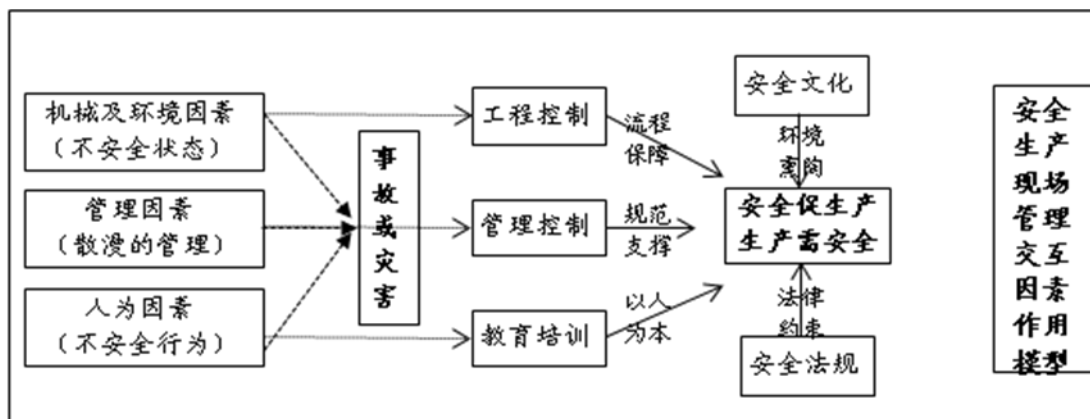 机械及环境因素
（不安全状态）
管理因素
（散漫的管理）
人为因素
（不安全行为）
事故或灾害
工程控制
管理控制
教育培训
流程
保障
规范
支撑
以人
为本
安全文化
环境
熏陶
安全促生产
生产需安全
法律
约束
安全法规
安全
生产
现场
管理
交互
因素
作用
模型